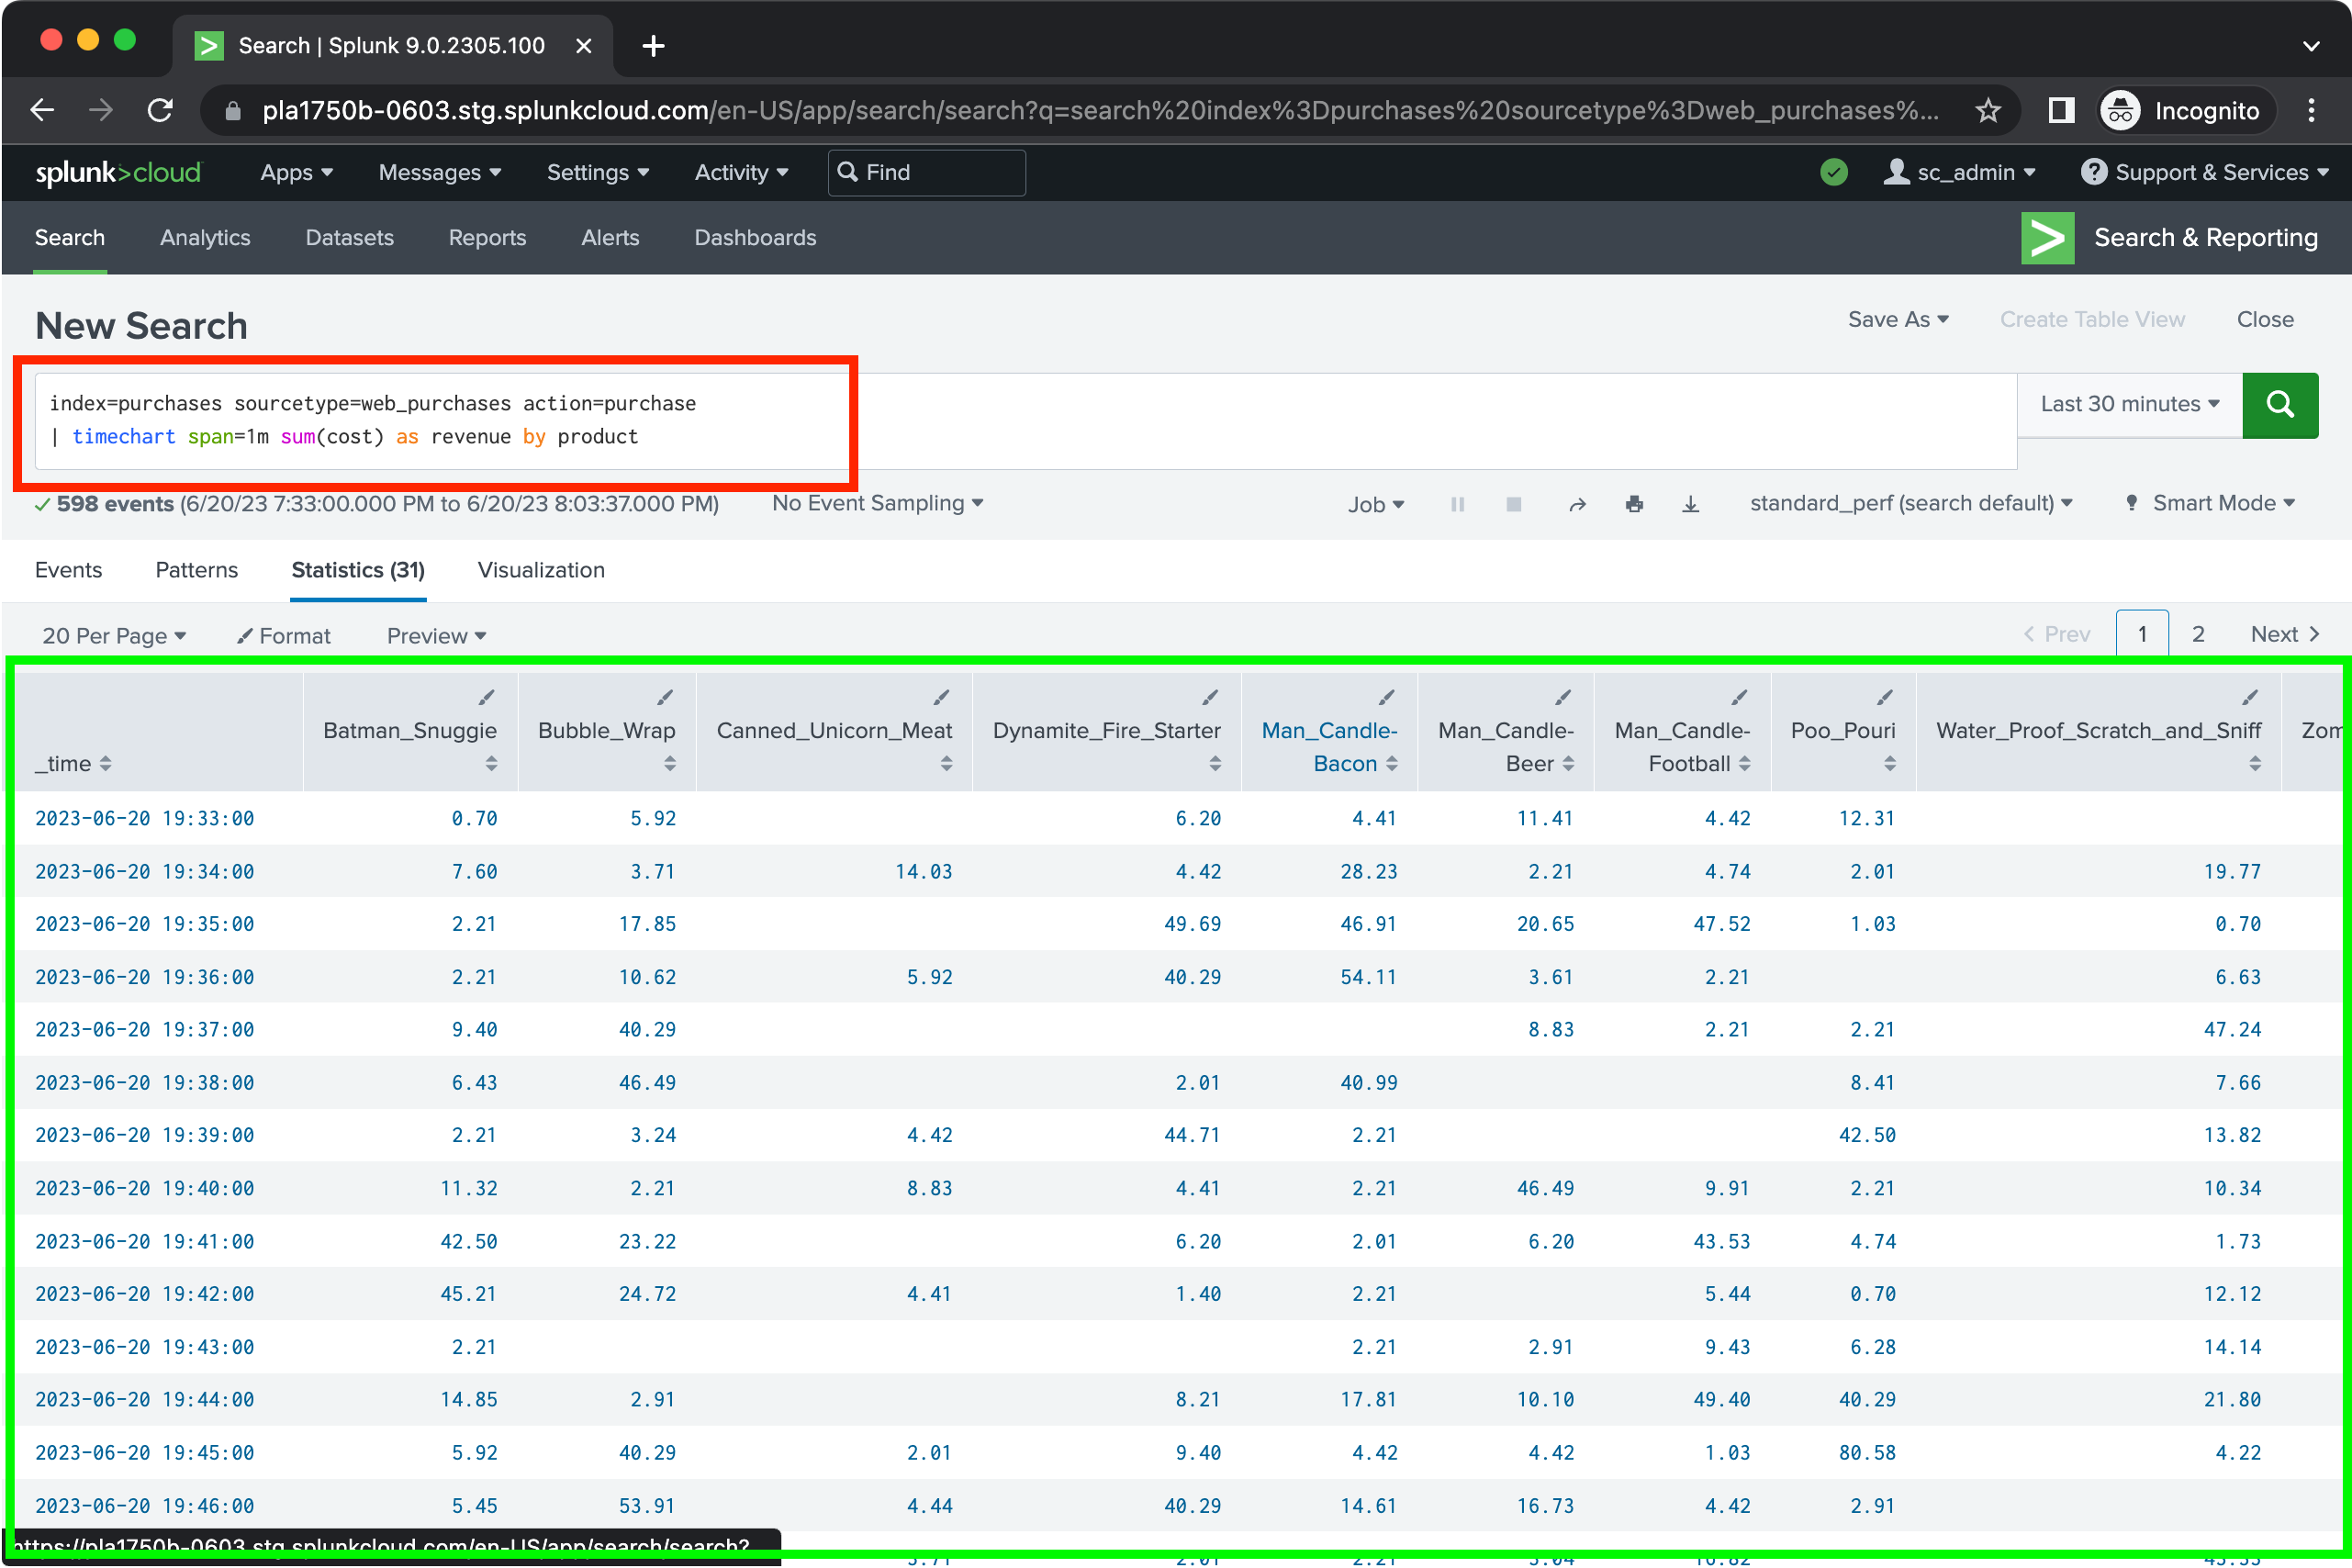 Search | Splunk 9.0.2305.100
pla1750b-0603.stg.splunkcloud.com/en-US/app/search/search?q=search%20index%3Dpurchases%20sourcetype%3Dweb_purchases%... Incognito
splunk>cloud Apps Messages Settings Activity Find sc_admin ? Support & Services
Search Analytics Datasets Reports Alerts Dashboards > Search & Reporting
New Search Save As Create Table View Close
index=purchases sourcetype=web_purchases action=purchase Last 30 minutes
| timechart span=1m sum(cost) as revenue by product
598 events (6/20/23 7:33:00.000 PM to 6/20/23 8:03:37.000 PM) No Event Sampling Job standard_perf (search default) Smart Mode
Events Patterns Statistics (31) Visualization
20 Per Page Format Preview < Prev 1 2 Next >
Batman_Snuggie Bubble_Wrap Canned_Unicorn_Meat Dynamite_Fire_Starter Man_Candle- Man_Candle- Man_Candle- Poo_Pouri Water_Proof_Scratch_and_Sniff Zom
_time Bacon Beer Football
2023-06-20 19:33:00 0.70 5.92 6.20 4.41 11.41 4.42 12.31
2023-06-20 19:34:00 7.60 3.71 14.03 4.42 28.23 2.21 4.74 2.01 19.77
2023-06-20 19:35:00 2.21 17.85 49.69 46.91 20.65 47.52 1.03 0.70
2023-06-20 19:36:00 2.21 10.62 5.92 40.29 54.11 3.61 2.21 6.63
2023-06-20 19:37:00 9.40 40.29 8.83 2.21 2.21 47.24
2023-06-20 19:38:00 6.43 46.49 2.01 40.99 8.41 7.66
2023-06-20 19:39:00 2.21 3.24 4.42 44.71 2.21 42.50 13.82
2023-06-20 19:40:00 11.32 2.21 8.83 4.41 2.21 46.49 9.91 2.21 10.34
2023-06-20 19:41:00 42.50 23.22 6.20 2.01 6.20 43.53 4.74 1.73
2023-06-20 19:42:00 45.21 24.72 4.41 1.40 2.21 5.44 0.70 12.12
2023-06-20 19:43:00 2.21 2.21 2.91 9.43 6.28 14.14
2023-06-20 19:44:00 14.85 2.91 8.21 17.81 10.10 49.40 40.29 21.80
2023-06-20 19:45:00 5.92 40.29 2.01 9.40 4.42 4.42 1.03 80.58 4.22
2023-06-20 19:46:00 5.45 53.91 4.44 40.29 14.61 16.73 4.42 2.91
https://pla1750b-0603.stg.splunkcloud.com/en-US/app/search/search?...